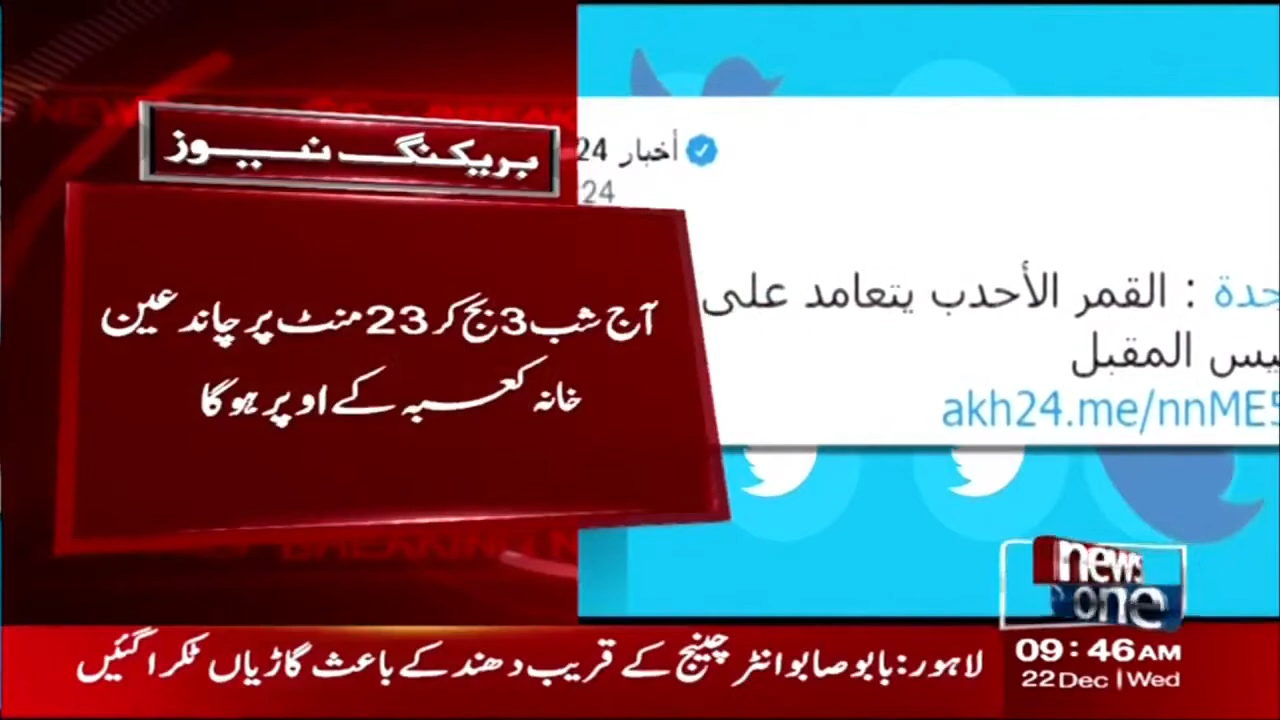 بریکنگ نیوز
آج شب 3 بج کر 23 منٹ پر چاند عین
خانہ کعبہ کے اوپر ہوگا
أخبار 24
24
: القمر الأحدب يتعامد على
المقبل
akh24.me/nnME5
news
one
لاہور: بابو صابو انٹر چینج کے قریب دھند کے باعث گاڑیاں ٹکرا گئیں
09:46AM
22Dec | Wed